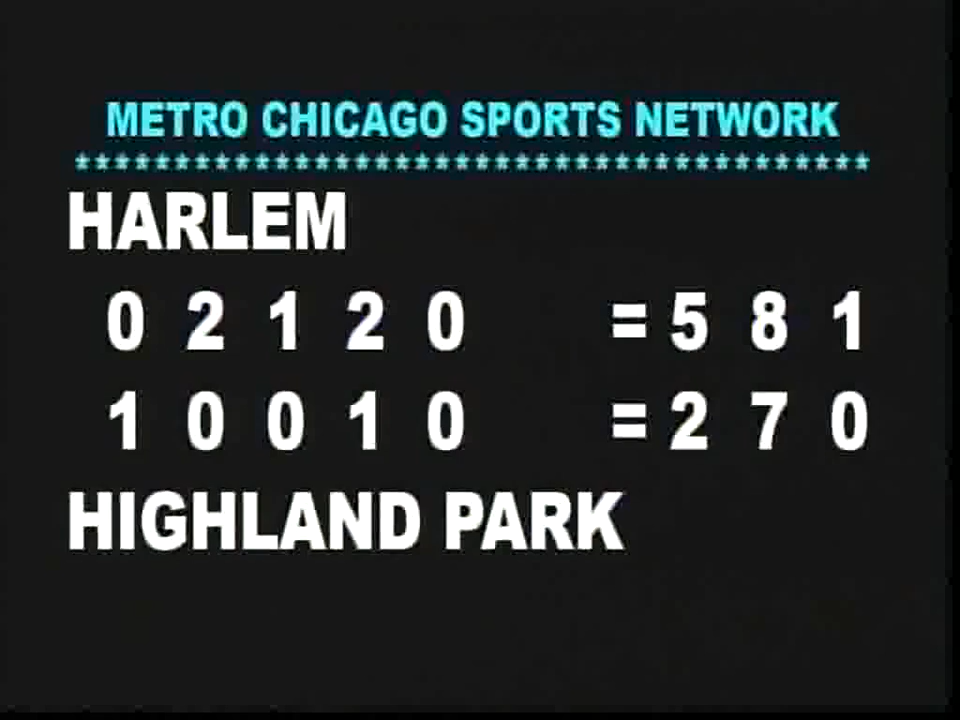 METRO CHICAGO SPORTS NETWORK
****************************************
HARLEM
0 2 1 2 0 = 5 8 1
1 0 0 1 0 = 2 7 0
HIGHLAND PARK